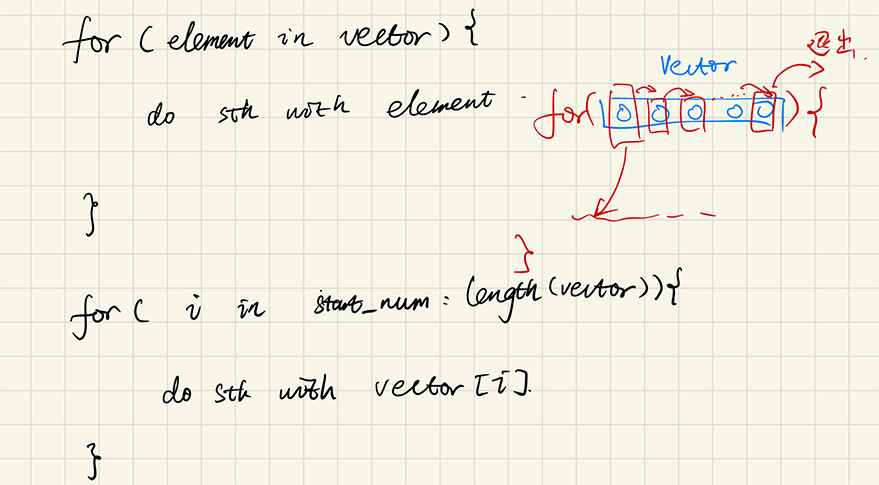 for ( element in vector ) {
do sth with element .
}
vector
退出.
for( 0 0 0 ..... 0 0 ) {
}
for ( i in start_num : length (vector)) {
do sth with vector [i].
}